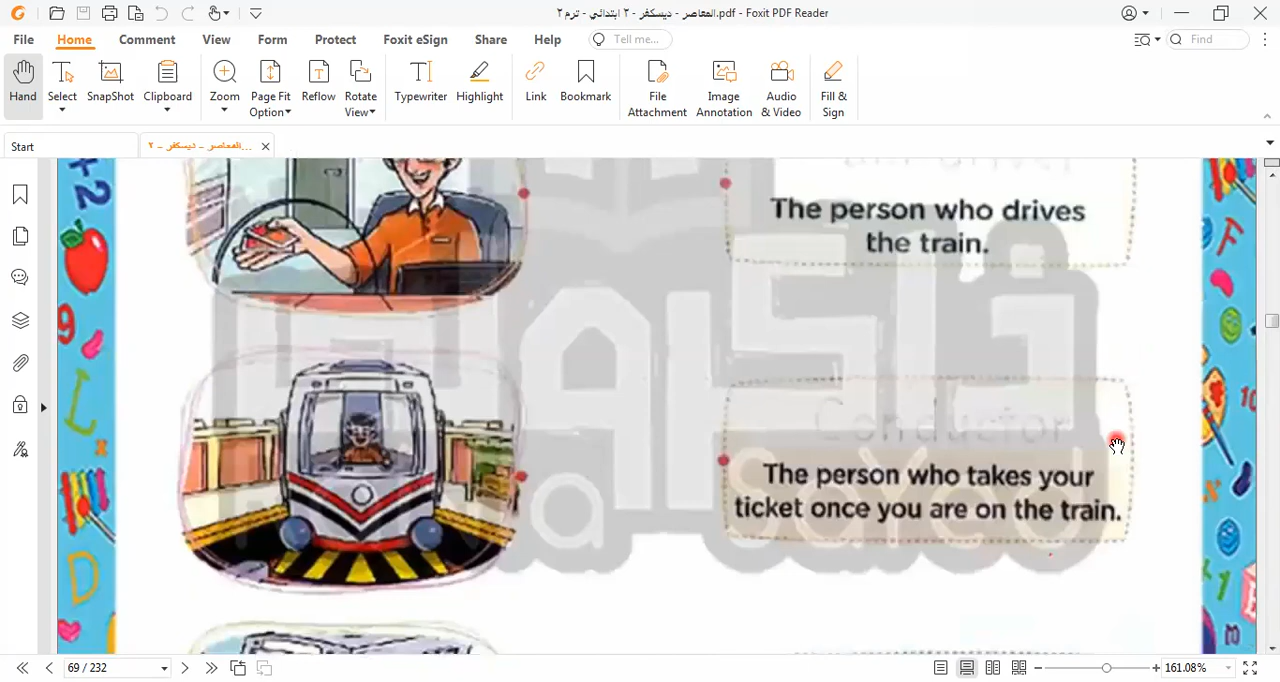 المعاصر - ديسكفر - ٢ ابتدائي - ترم٢.pdf - Foxit PDF Reader
File Home Comment View Form Protect Foxit eSign Share Help Tell me... Find
Hand Select SnapShot Clipboard Zoom Page Fit Option Reflow Rotate View Typewriter Highlight Link Bookmark File Attachment Image Annotation Audio & Video Fill & Sign
Start ...المعاصر - ديسكفر - ٢
The person who drives
the train.
Conductor
The person who takes your
ticket once you are on the train.
69 / 232 161.08%